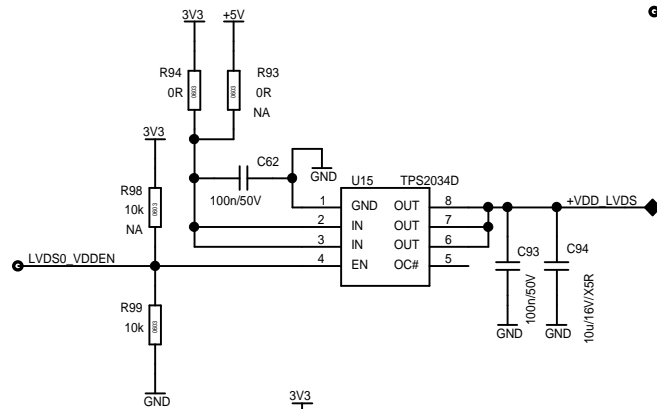 3V3 +5V
R94 R93
0R 0R
0603 0603
NA
3V3
C62
100n/50V
GND
U15 TPS2034D
R98
10k
0603
NA
1 GND OUT 8
2 IN OUT 7
3 IN OUT 6
4 EN OC# 5
+VDD_LVDS
LVDS0_VDDEN
C93
100n/50V
C94
10u/16V/X5R
R99
10k
0603
GND GND
GND
3V3